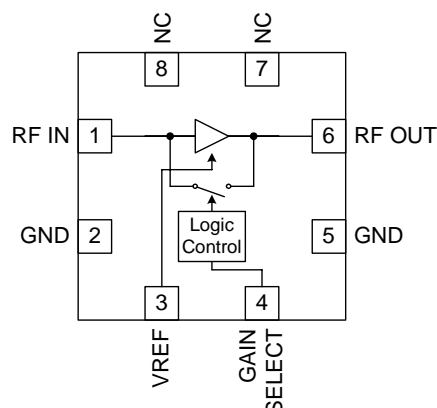 NC
NC
8
7
RF IN
1
6
RF OUT
GND
2
Logic
Control
5
GND
3
4
VREF
GAIN
SELECT